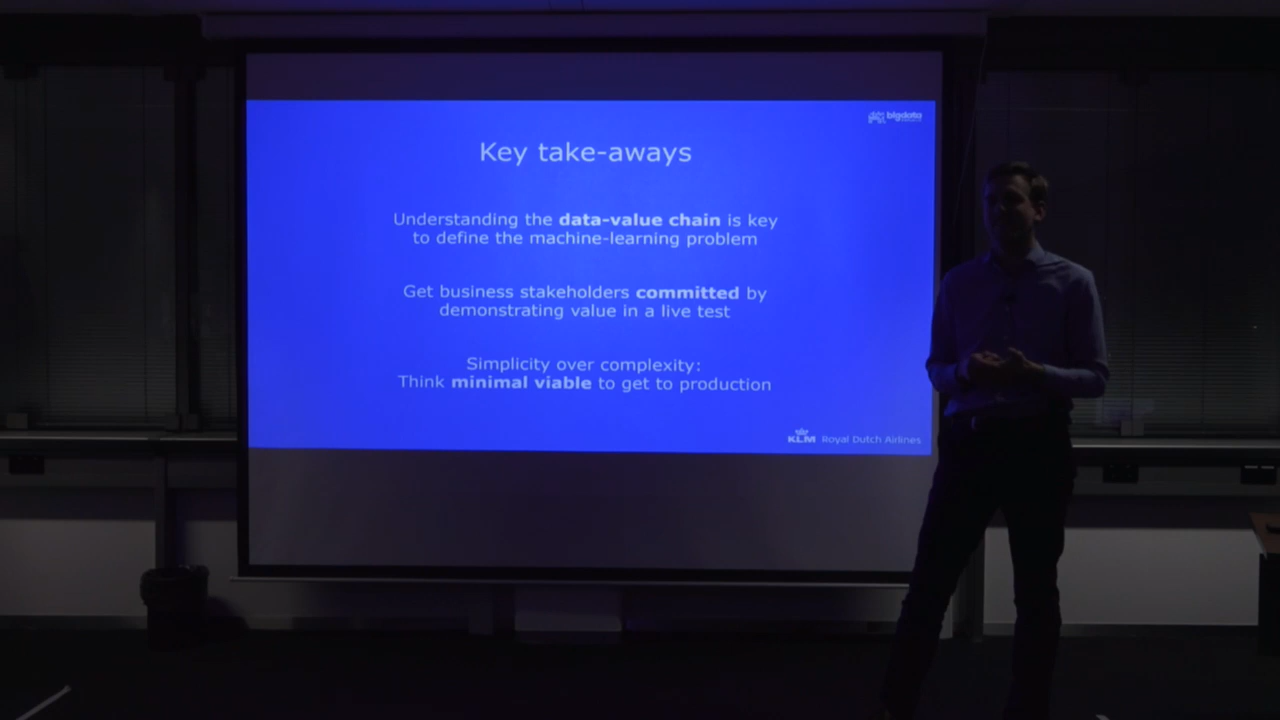 bigdata
Key take-aways
Understanding the data-value chain is key
to define the machine-learning problem
Get business stakeholders committed by
demonstrating value in a live test
Simplicity over complexity:
Think minimal viable to get to production
KLM Royal Dutch Airlines